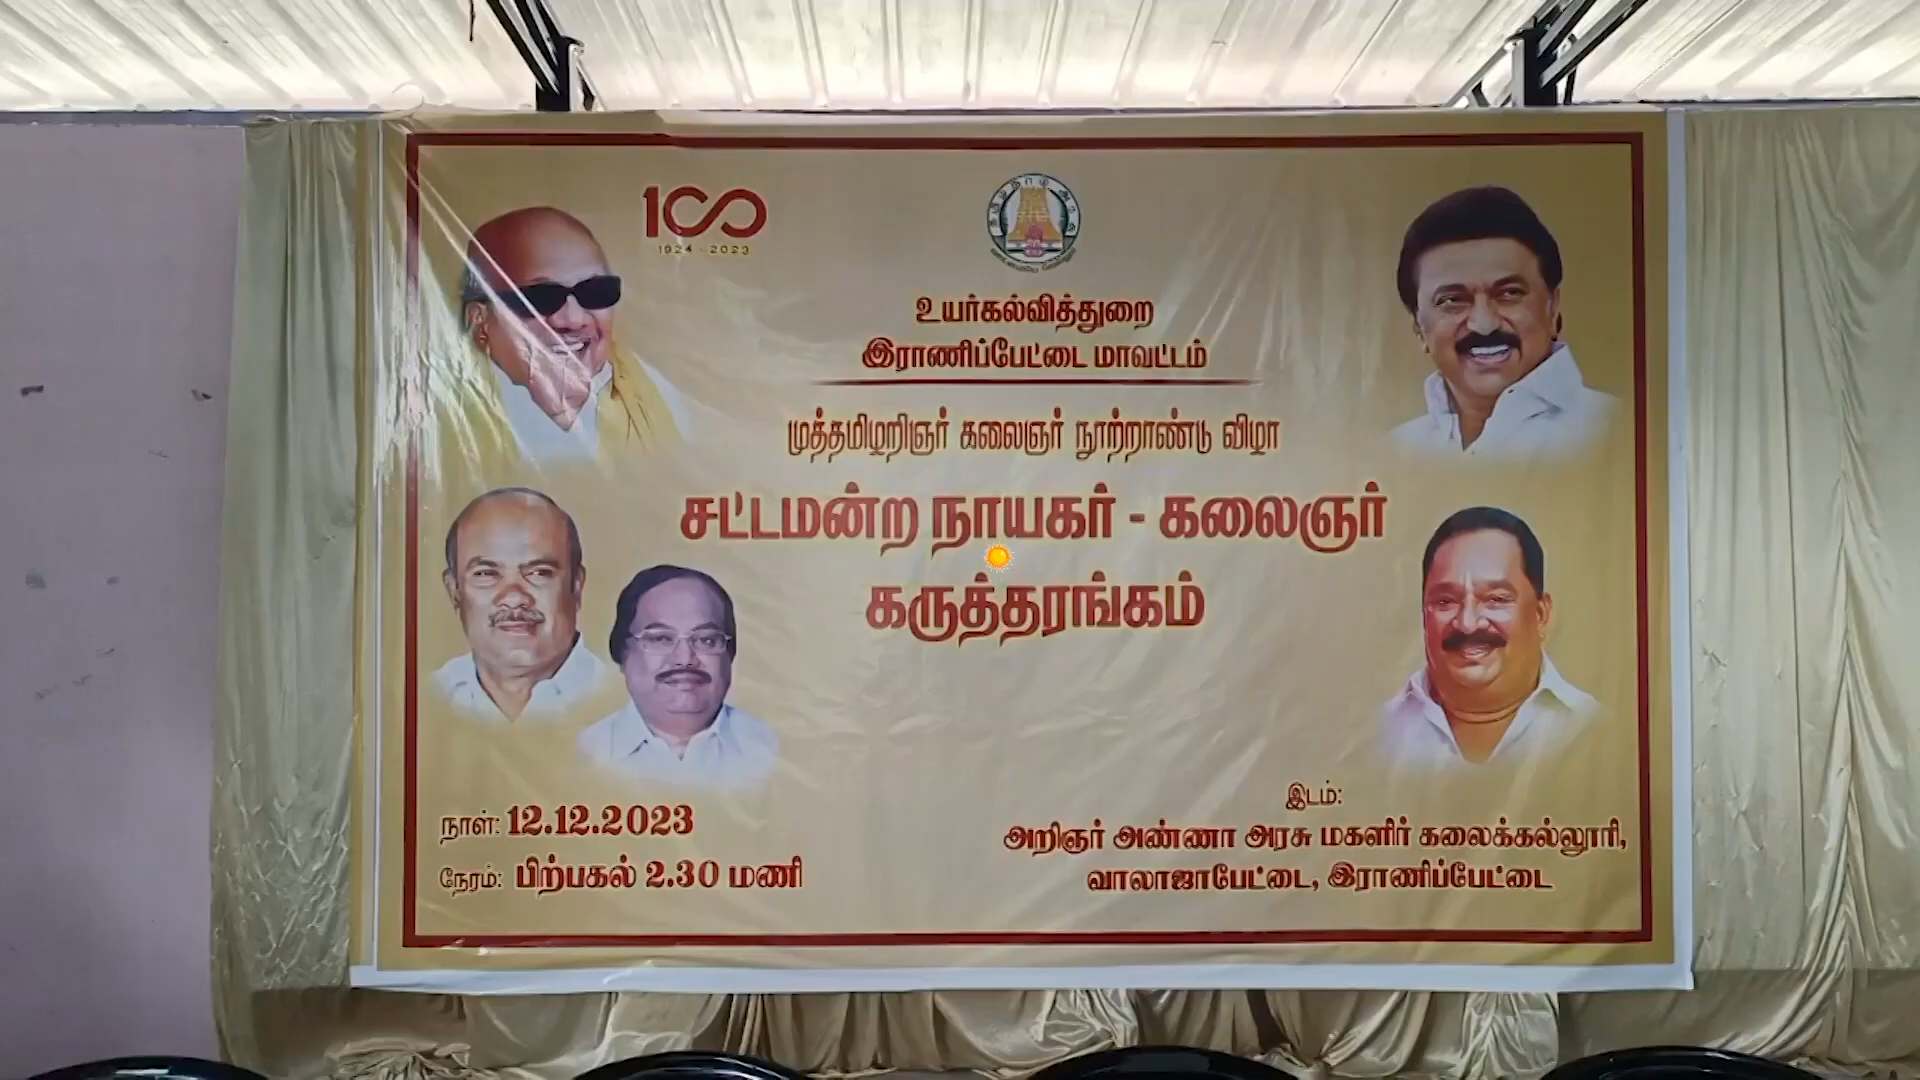 100
1924 - 2023
உயர்கல்வித்துறை
இராணிப்பேட்டை மாவட்டம்
முத்தமிழறிஞர் கலைஞர் நூற்றாண்டு விழா
சட்டமன்ற நாயகர் - கலைஞர்
கருத்தரங்கம்
நாள்: 12.12.2023
நேரம்: பிற்பகல் 2.30 மணி
இடம்:
அறிஞர் அண்ணா அரசு மகளிர் கலைக்கல்லூரி,
வாலாஜாபேட்டை, இராணிப்பேட்டை